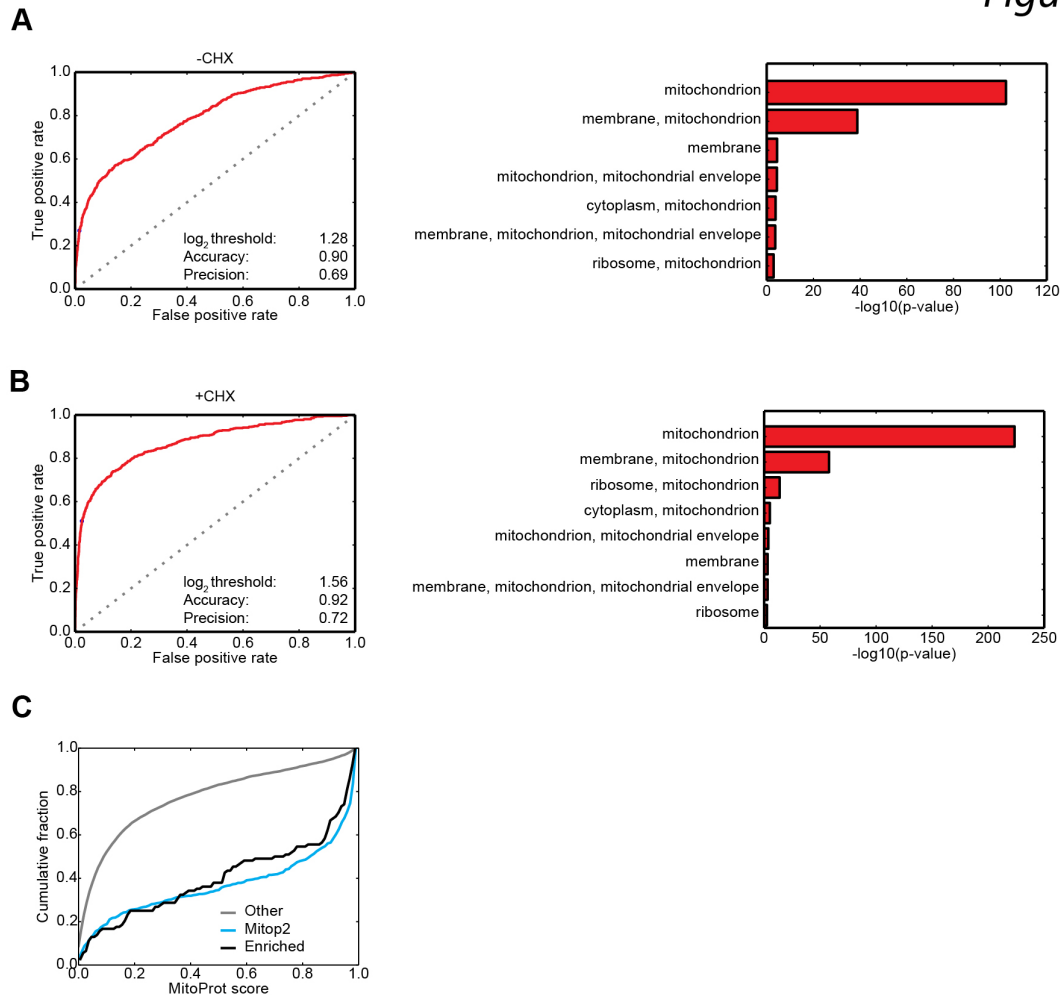 Figu
A
-CHX
True positive rate
1.0
0.8
0.6
0.4
0.2
0.0
0.0 0.2 0.4 0.6 0.8 1.0
False positive rate
log2 threshold: 1.28
Accuracy: 0.90
Precision: 0.69
mitochondrion
membrane, mitochondrion
membrane
mitochondrion, mitochondrial envelope
cytoplasm, mitochondrion
membrane, mitochondrion, mitochondrial envelope
ribosome, mitochondrion
0 20 40 60 80 100 120
-log10(p-value)
B
+CHX
True positive rate
1.0
0.8
0.6
0.4
0.2
0.0
0.0 0.2 0.4 0.6 0.8 1.0
False positive rate
log2 threshold: 1.56
Accuracy: 0.92
Precision: 0.72
mitochondrion
membrane, mitochondrion
ribosome, mitochondrion
cytoplasm, mitochondrion
mitochondrion, mitochondrial envelope
membrane
membrane, mitochondrion, mitochondrial envelope
ribosome
0 50 100 150 200 250
-log10(p-value)
C
Cumulative fraction
1.0
0.8
0.6
0.4
0.2
0.0
0.0 0.2 0.4 0.6 0.8 1.0
MitoProt score
Other
Mitop2
Enriched